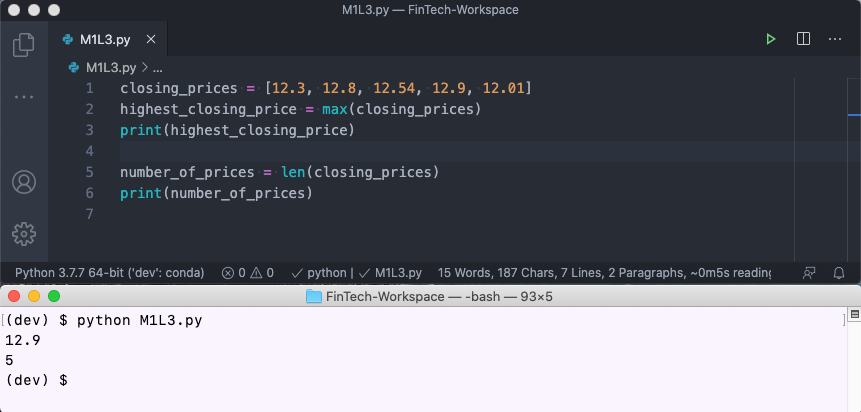 M1L3.py — FinTech-Workspace
M1L3.py
M1L3.py > ...
1 closing_prices = [12.3, 12.8, 12.54, 12.9, 12.01]
2 highest_closing_price = max(closing_prices)
3 print(highest_closing_price)
4
5 number_of_prices = len(closing_prices)
6 print(number_of_prices)
7
Python 3.7.7 64-bit ('dev': conda) 0 0 ✓ python | ✓ M1L3.py 15 Words, 187 Chars, 7 Lines, 2 Paragraphs, ~0m5s reading
FinTech-Workspace — -bash — 93×5
[(dev) $ python M1L3.py ]
12.9
5
(dev) $